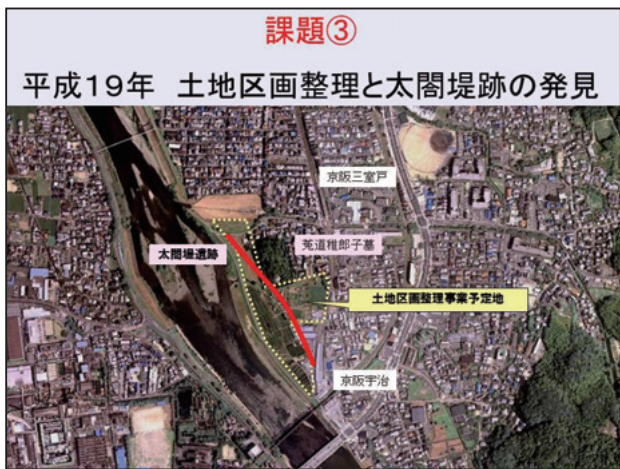 課題③
平成19年 土地区画整理と太閤堤跡の発見
京阪三室戸
太閤堤遺跡
菟道稚郎子墓
土地区画整理事業予定地
京阪宇治